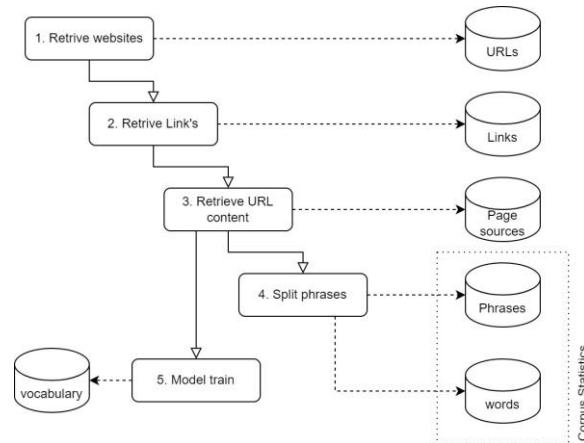 1. Retrive websites
URLs
2. Retrive Link's
Links
3. Retrieve URL
content
Page
sources
4. Split phrases
Phrases
5. Model train
vocabulary
words
Corpus Statistics